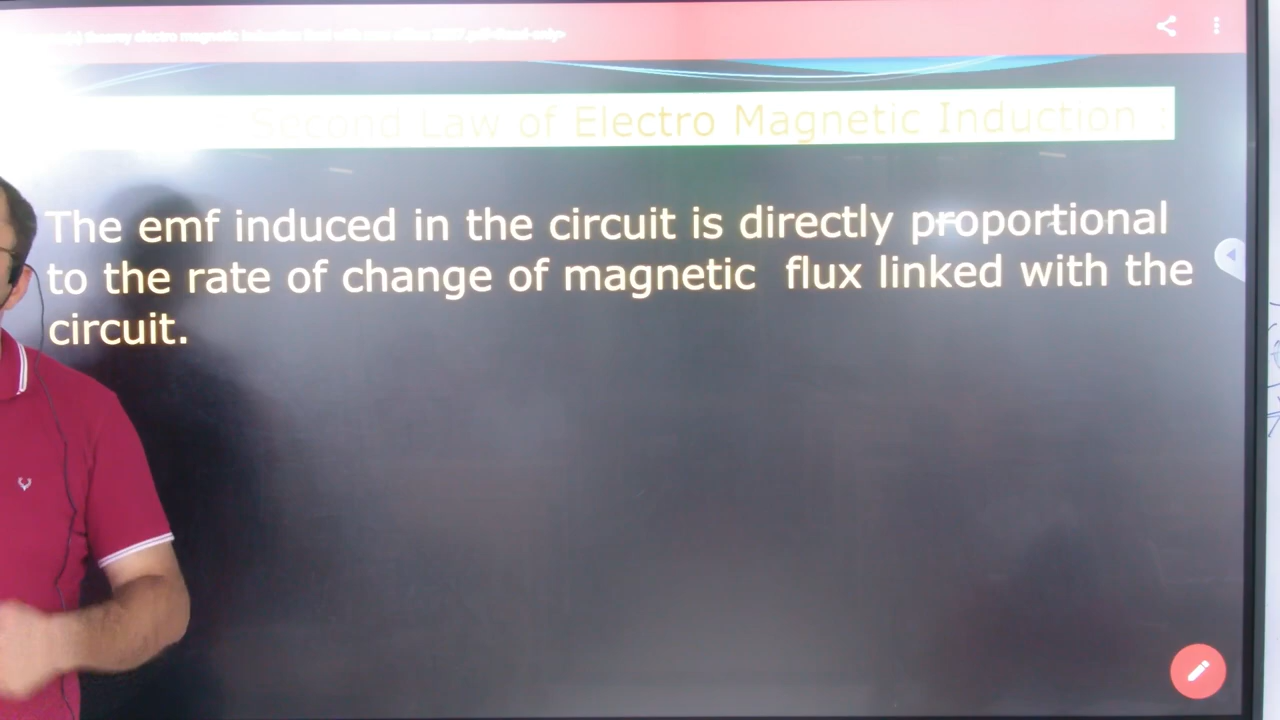 Second Law of Electro Magnetic Induction :
The emf induced in the circuit is directly proportional
to the rate of change of magnetic flux linked with the
circuit.